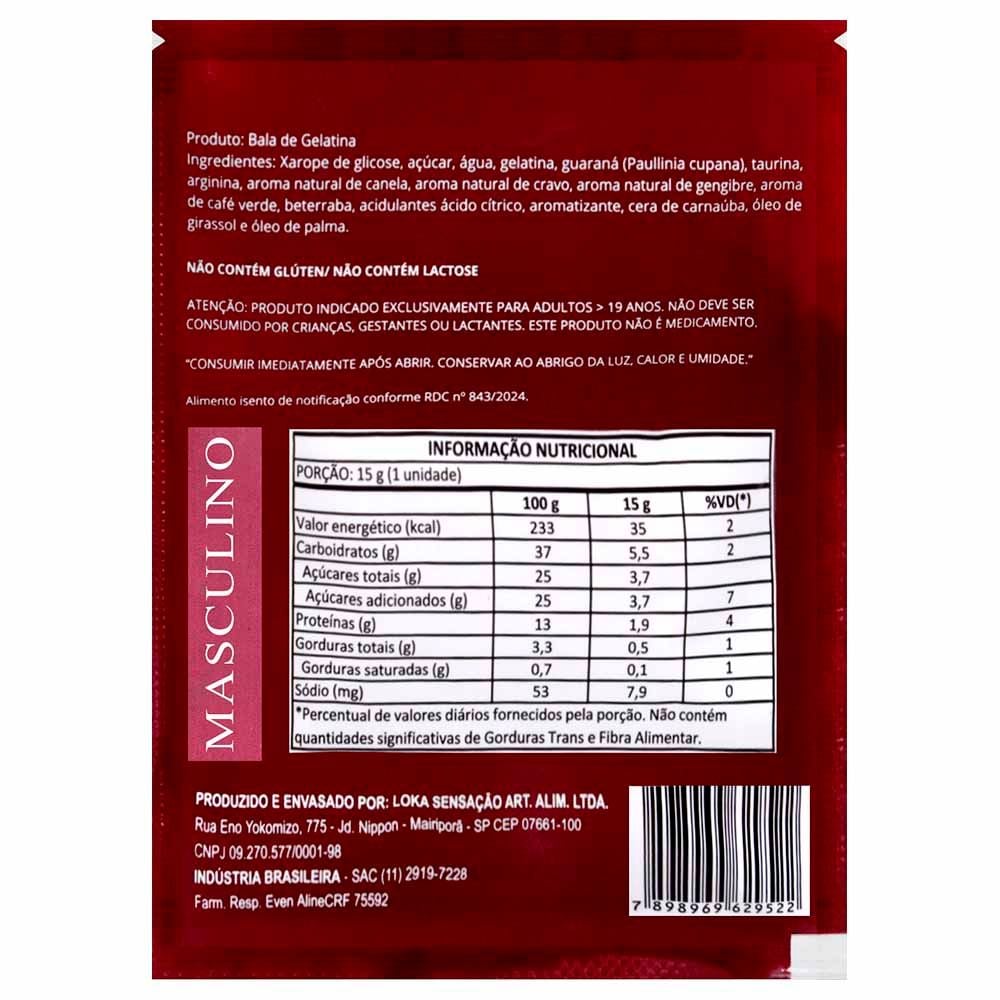 Produto: Bala de Gelatina
Ingredientes: Xarope de glicose, açúcar, água, gelatina, guaraná (Paullinia cupana), taurina,
arginina, aroma natural de canela, aroma natural de cravo, aroma natural de gengibre, aroma
de café verde, beterraba, acidulantes ácido cítrico, aromatizante, cera de carnaúba, óleo de
girassol e óleo de palma.
NÃO CONTÉM GLÚTEN/ NÃO CONTÉM LACTOSE
ATENÇÃO: PRODUTO INDICADO EXCLUSIVAMENTE PARA ADULTOS > 19 ANOS. NÃO DEVE SER
CONSUMIDO POR CRIANÇAS, GESTANTES OU LACTANTES. ESTE PRODUTO NÃO É MEDICAMENTO.
"CONSUMIR IMEDIATAMENTE APÓS ABRIR. CONSERVAR AO ABRIGO DA LUZ, CALOR E UMIDADE."
Alimento isento de notificação conforme RDC nº 843/2024.
MASCULINO
INFORMAÇÃO NUTRICIONAL
PORÇÃO: 15 g (1 unidade)
100 g 15 g %VD(*)
Valor energético (kcal) 233 35 2
Carboidratos (g) 37 5,5 2
Açúcares totais (g) 25 3,7
Açúcares adicionados (g) 25 3,7 7
Proteínas (g) 13 1,9 4
Gorduras totais (g) 3,3 0,5 1
Gorduras saturadas (g) 0,7 0,1 1
Sódio (mg) 53 7,9 0
*Percentual de valores diários fornecidos pela porção. Não contém
quantidades significativas de Gorduras Trans e Fibra Alimentar.
PRODUZIDO E ENVASADO POR: LOKA SENSAÇÃO ART. ALIM. LTDA.
Rua Eno Yokomizo, 775 - Jd. Nippon - Mairiporã - SP CEP 07661-100
CNPJ 09.270.577/0001-98
INDÚSTRIA BRASILEIRA - SAC (11) 2919-7228
Farm. Resp. Even AlineCRF 75592
7 898969 629522